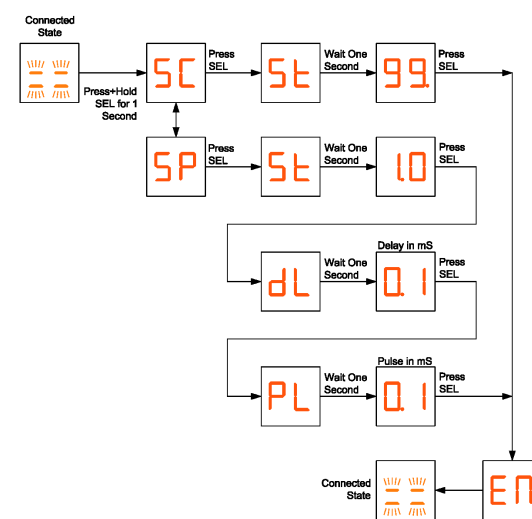 Connected
State
Press+Hold
SEL for 1
Second
SC
Press
SEL
St
Wait One
Second
99.
Press
SEL
SP
Press
SEL
St
Wait One
Second
1.0
Press
SEL
dL
Wait One
Second
Delay in mS
0.1
Press
SEL
PL
Wait One
Second
Pulse in mS
0.1
Press
SEL
Connected
State
En